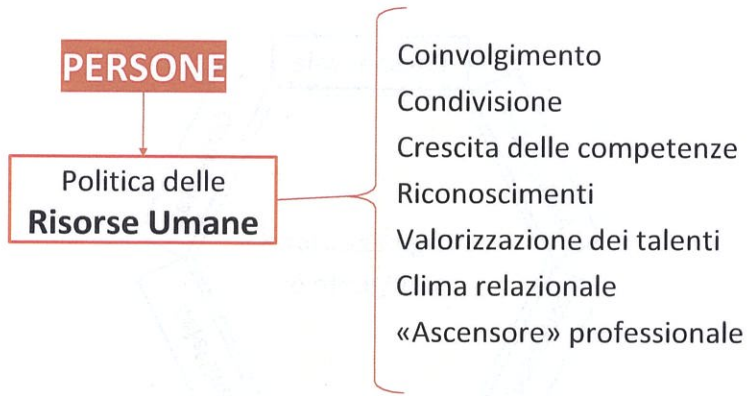 PERSONE
Politica delle
Risorse Umane
Coinvolgimento
Condivisione
Crescita delle competenze
Riconoscimenti
Valorizzazione dei talenti
Clima relazionale
«Ascensore» professionale